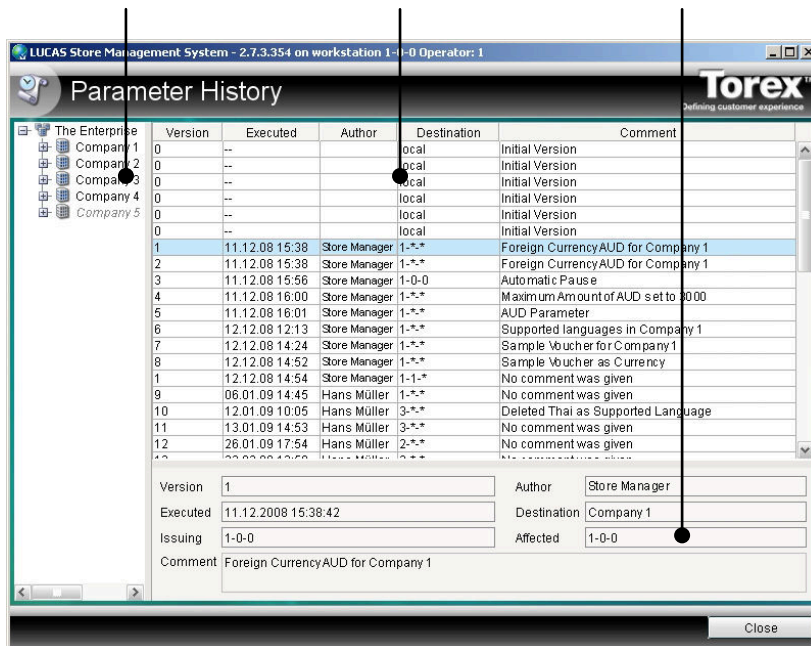 LUCAS Store Management System - 2.7.3.354 on workstation 1-0-0 Operator: 1
Parameter History
Torex
Defining customer experience
The Enterprise
Company 1
Company 2
Company 3
Company 4
Company 5
Version Executed Author Destination Comment
0 -- local Initial Version
0 -- local Initial Version
0 -- local Initial Version
0 -- local Initial Version
0 -- local Initial Version
0 -- local Initial Version
1 11.12.08 15:38 Store Manager 1-*-* Foreign Currency AUD for Company 1
2 11.12.08 15:38 Store Manager 1-*-* Foreign Currency AUD for Company 1
3 11.12.08 15:56 Store Manager 1-0-0 Automatic Pause
4 11.12.08 16:00 Store Manager 1-*-* Maximum Amount of AUD set to 3000
5 11.12.08 16:01 Store Manager 1-*-* AUD Parameter
6 12.12.08 12:13 Store Manager 1-*-* Supported languages in Company 1
7 12.12.08 14:24 Store Manager 1-*-* Sample Voucher for Company 1
8 12.12.08 14:52 Store Manager 1-*-* Sample Voucher as Currency
1 12.12.08 14:54 Store Manager 1-1-* No comment was given
9 06.01.09 14:45 Hans Müller 1-*-* No comment was given
10 12.01.09 10:05 Hans Müller 3-*-* Deleted Thai as Supported Language
11 13.01.09 14:53 Hans Müller 3-*-* No comment was given
12 26.01.09 17:54 Hans Müller 2-*-* No comment was given
Version 1 Author Store Manager
Executed 11.12.2008 15:38:42 Destination Company 1
Issuing 1-0-0 Affected 1-0-0
Comment Foreign Currency AUD for Company 1
Close